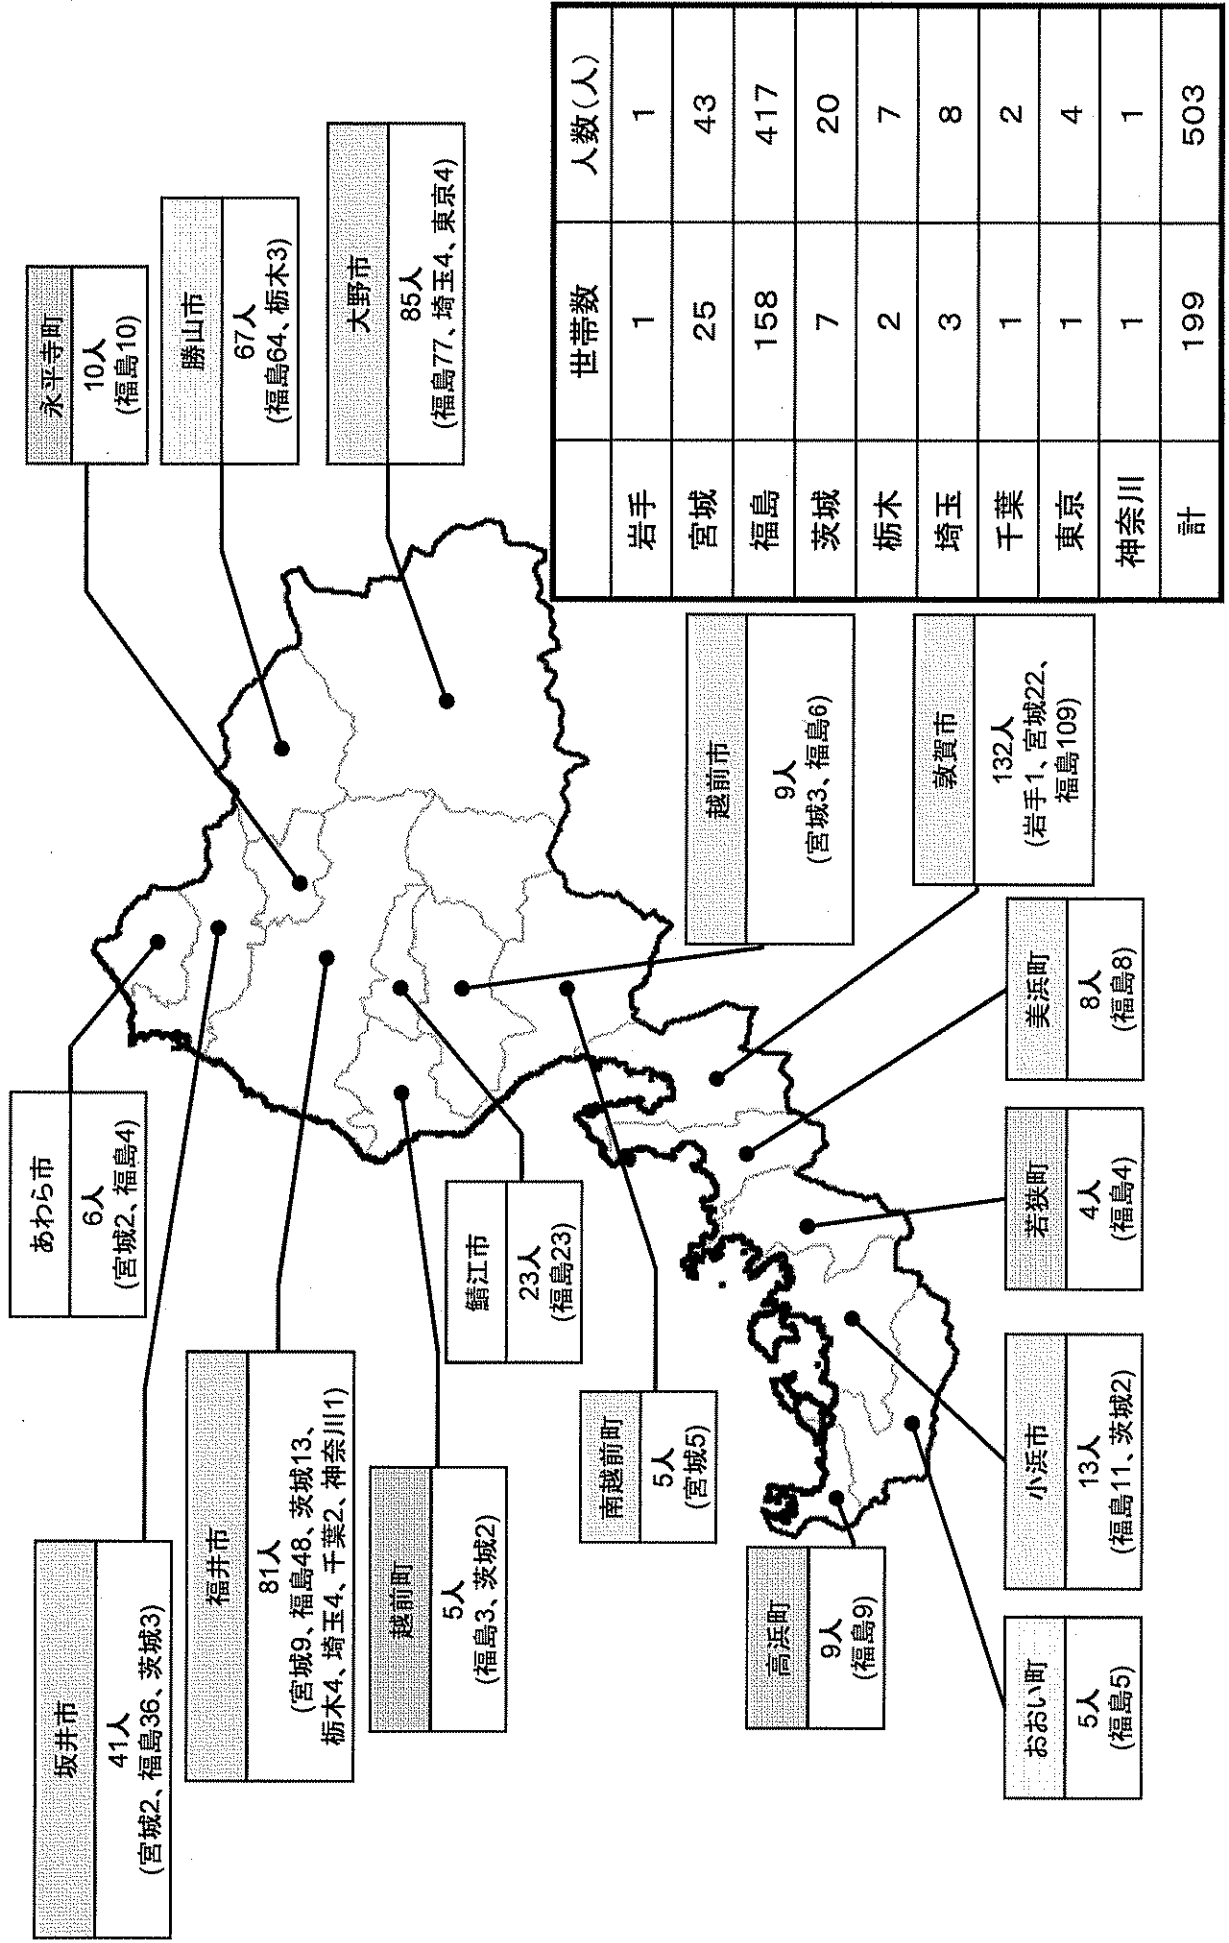 坂井市
41人
(宮城2、福島36、茨城3)
あわら市
6人
(宮城2、福島4)
永平寺町
10人
(福島10)
勝山市
67人
(福島64、栃木3)
大野市
85人
(福島77、埼玉4、東京4)
福井市
81人
(宮城9、福島48、茨城13、
栃木4、埼玉4、千葉2、神奈川1)
越前町
5人
(福島3、茨城2)
鯖江市
23人
(福島23)
南越前町
5人
(宮城5)
越前市
9人
(宮城3、福島6)
敦賀市
132人
(岩手1、宮城22、
福島109)
高浜町
9人
(福島9)
おおい町
5人
(福島5)
小浜市
13人
(福島11、茨城2)
若狭町
4人
(福島4)
美浜町
8人
(福島8)
世帯数 人数(人)
岩手 1 1
宮城 25 43
福島 158 417
茨城 7 20
栃木 2 7
埼玉 3 8
千葉 1 2
東京 1 4
神奈川 1 1
計 199 503